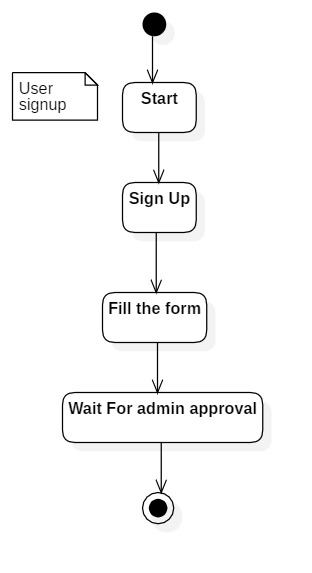 User
signup
Start
Sign Up
Fill the form
Wait For admin approval